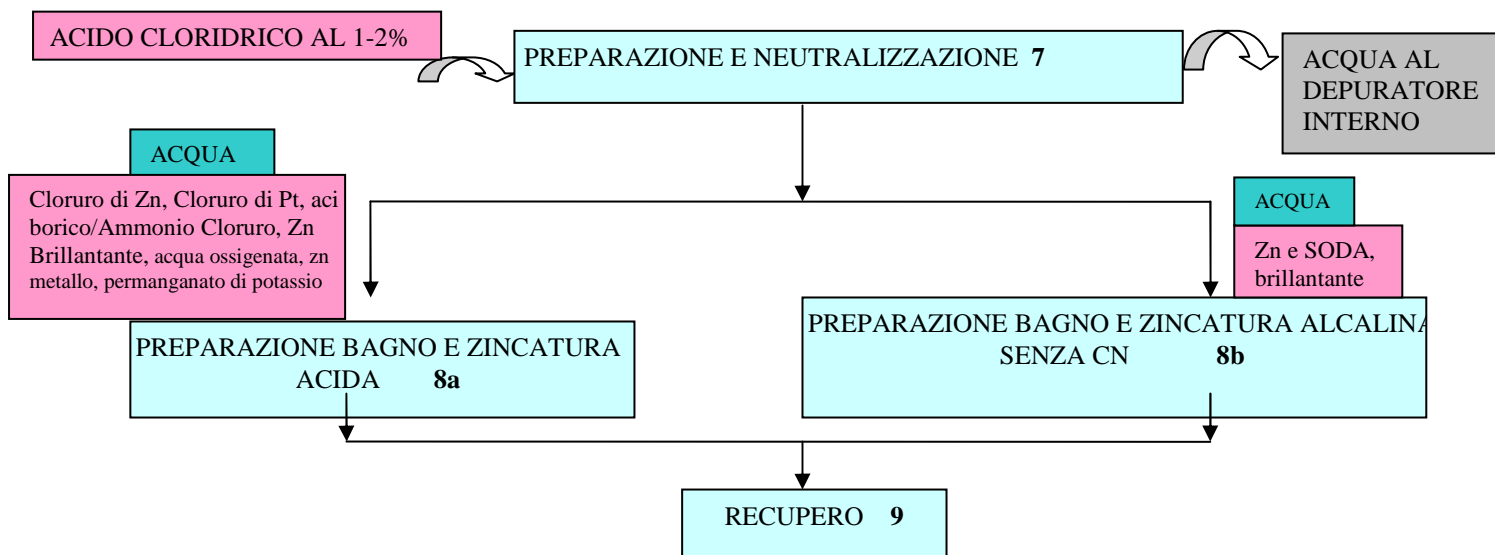 ACIDO CLORIDRICO AL 1-2%
PREPARAZIONE E NEUTRALIZZAZIONE 7
ACQUA AL
DEPURATORE
INTERNO
ACQUA
Cloruro di Zn, Cloruro di Pt, aci
borico/Ammonio Cloruro, Zn
Brillantante, acqua ossigenata, zn
metallo, permanganato di potassio
ACQUA
Zn e SODA,
brillantante
PREPARAZIONE BAGNO E ZINCATURA
ACIDA 8a
PREPARAZIONE BAGNO E ZINCATURA ALCALINA
SENZA CN 8b
RECUPERO 9